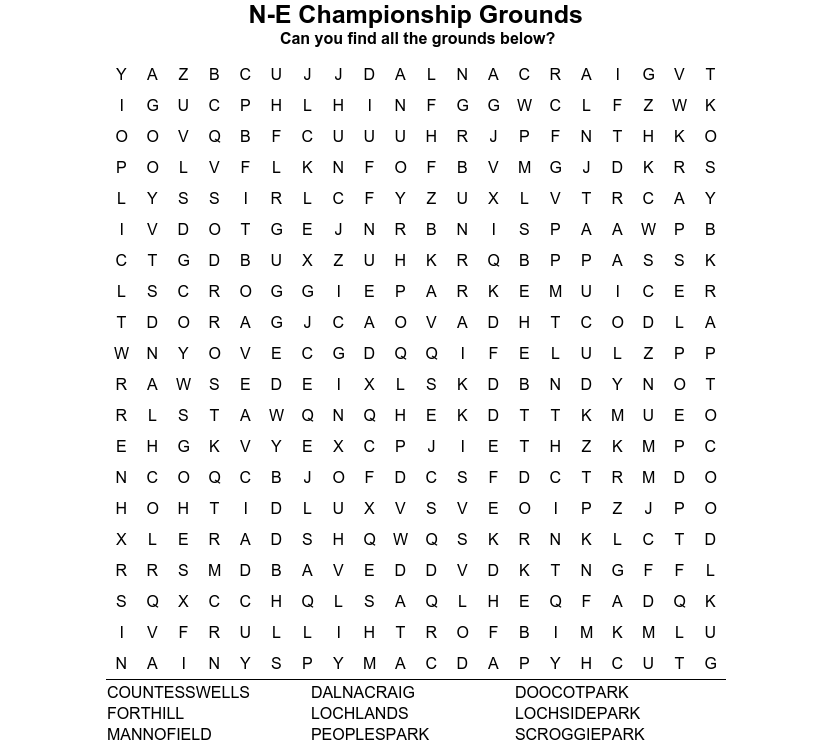 N-E Championship Grounds
Can you find all the grounds below?
Y A Z B C U J J D A L N A C R A I G V T
I G U C P H L H I N F G G W C L F Z W K
O O V Q B F C U U U H R J P F N T H K O
P O L V F L K N F O F B V M G J D K R S
L Y S S I R L C F Y Z U X L V T R C A Y
I V D O T G E J N R B N I S P A A W P B
C T G D B U X Z U H K R Q B P P A S S K
L S C R O G G I E P A R K E M U I C E R
T D O R A G J C A O V A D H T C O D L A
W N Y O V E C G D Q Q I F E L U L Z P P
R A W S E D E I X L S K D B N D Y N O T
R L S T A W Q N Q H E K D T T K M U E O
E H G K V Y E X C P J I E T H Z K M P C
N C O Q C B J O F D C S F D C T R M D O
H O H T I D L U X V S V E O I P Z J P O
X L E R A D S H Q W Q S K R N K L C T D
R R S M D B A V E D D V D K T N G F F L
S Q X C C H Q L S A Q L H E Q F A D Q K
I V F R U L L I H T R O F B I M K M L U
N A I N Y S P Y M A C D A P Y H C U T G
COUNTESSWELLS DALNACRAIG DOOCOTPARK
FORTHILL LOCHLANDS LOCHSIDEPARK
MANNOFIELD PEOPLESPARK SCROGGIEPARK